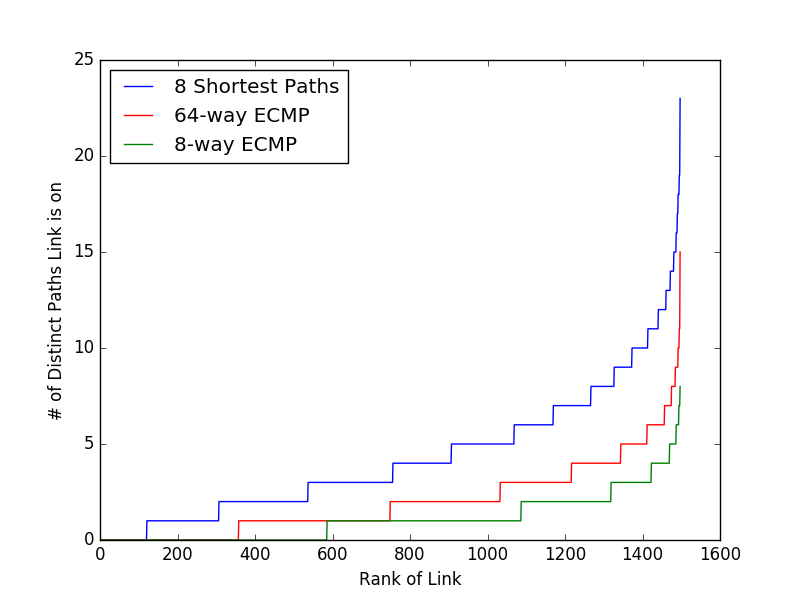 25
20
15
10
5
0
# of Distinct Paths Link is on
8 Shortest Paths
64-way ECMP
8-way ECMP
0 200 400 600 800 1000 1200 1400 1600
Rank of Link